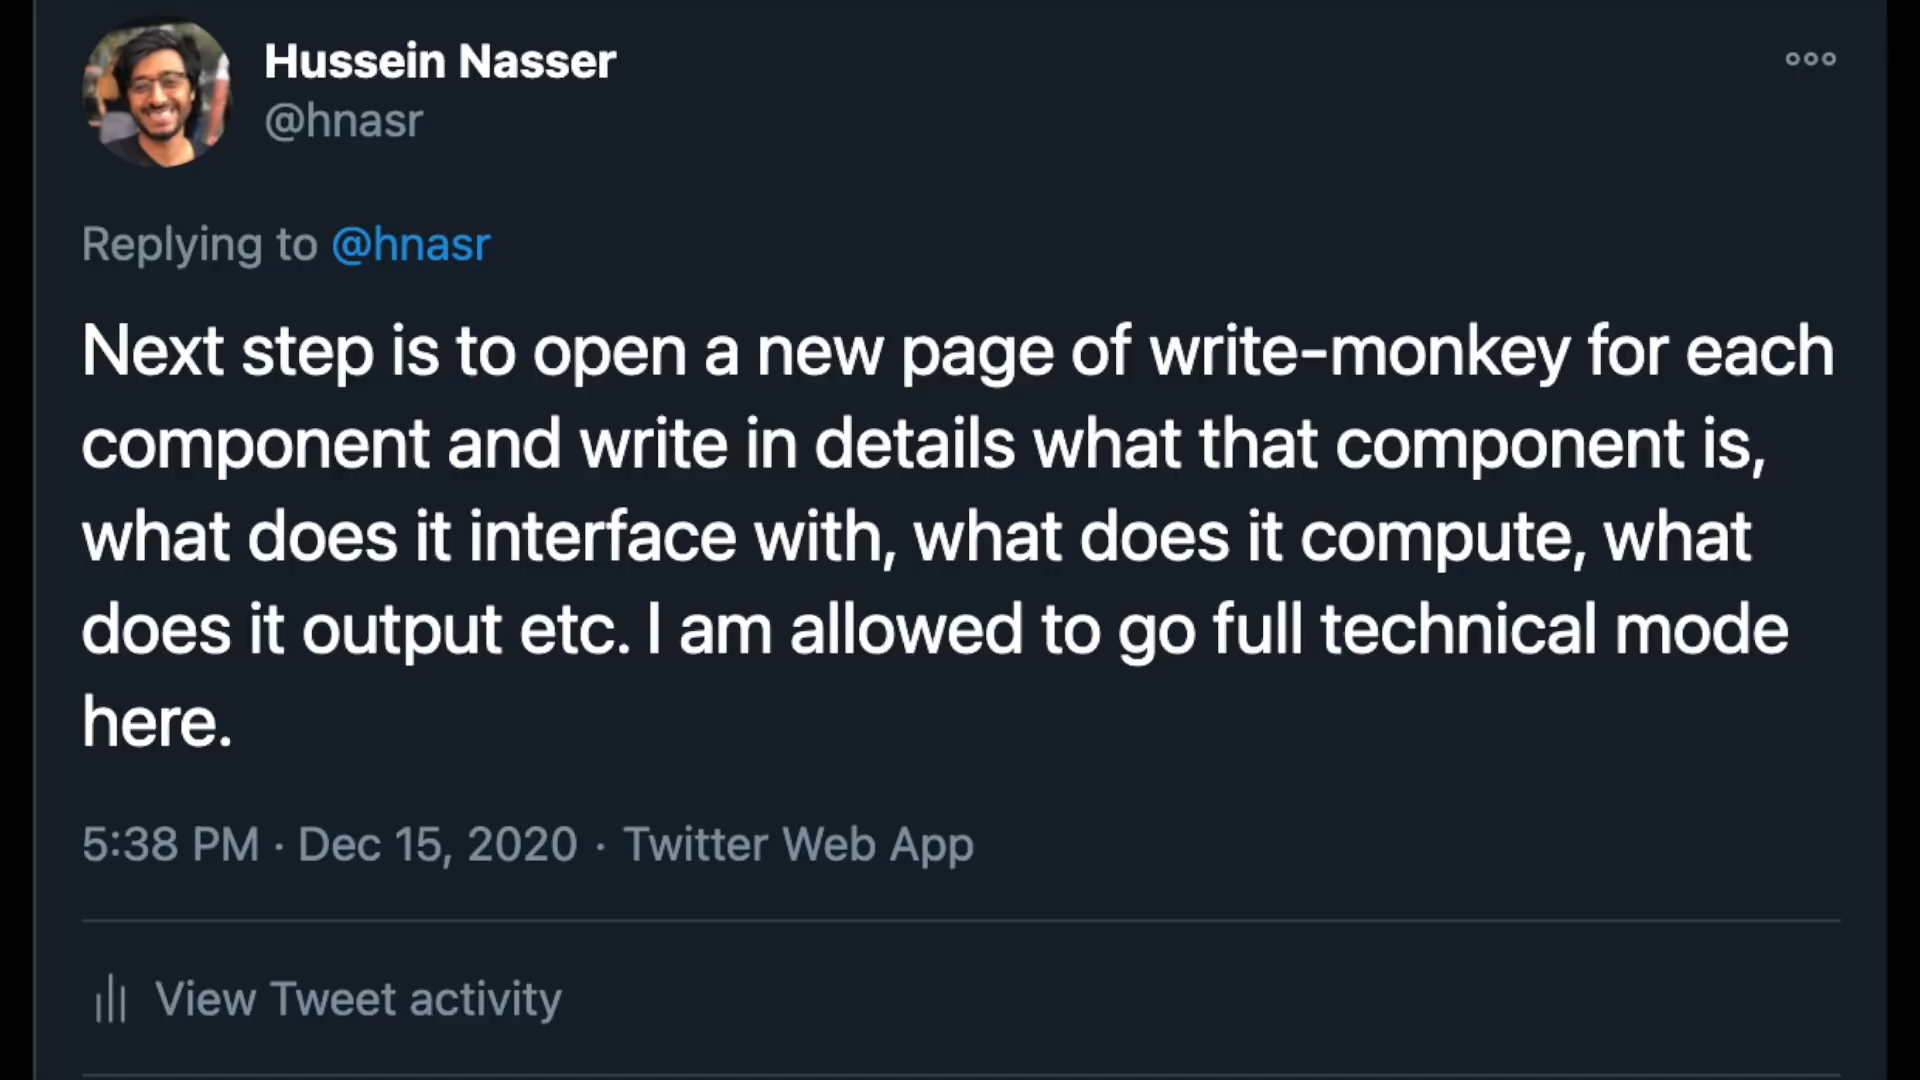 Hussein Nasser
@hnasr
Replying to @hnasr
Next step is to open a new page of write-monkey for each
component and write in details what that component is,
what does it interface with, what does it compute, what
does it output etc. I am allowed to go full technical mode
here.
5:38 PM · Dec 15, 2020 · Twitter Web App
View Tweet activity